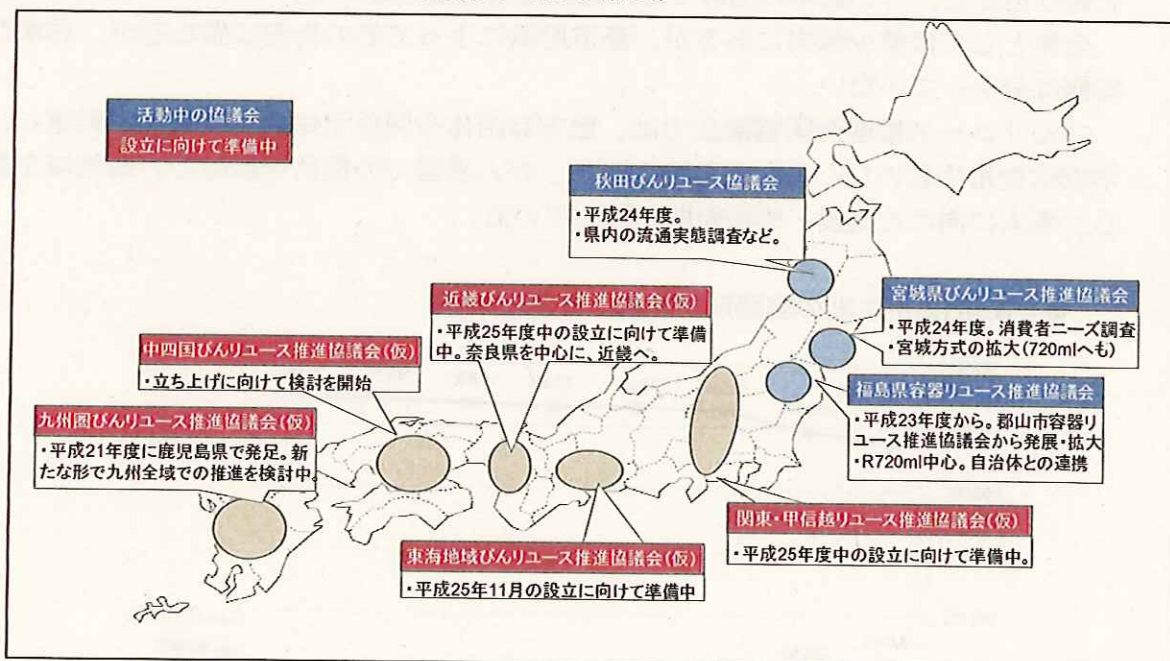 活動中の協議会
設立に向けて準備中
秋田びんリユース協議会
・平成24年度。
・県内の流通実態調査など。
近畿びんリユース推進協議会(仮)
・平成25年度中の設立に向けて準備
中。奈良県を中心に、近畿へ。
宮城県びんリユース推進協議会
・平成24年度。消費者ニーズ調査
・宮城方式の拡大(720mlへも)
中四国びんリユース推進協議会(仮)
・立ち上げに向けて検討を開始
福島県容器リユース推進協議会
・平成23年度から。郡山市容器リ
ユース推進協議会から発展・拡大
・R720ml中心。自治体との連携
九州圏びんリユース推進協議会(仮)
・平成21年度に鹿児島県で発足。新
たな形で九州全域での推進を検討中。
関東・甲信越リユース推進協議会(仮)
・平成25年度中の設立に向けて準備中。
東海地域びんリユース推進協議会(仮)
・平成25年11月の設立に向けて準備中